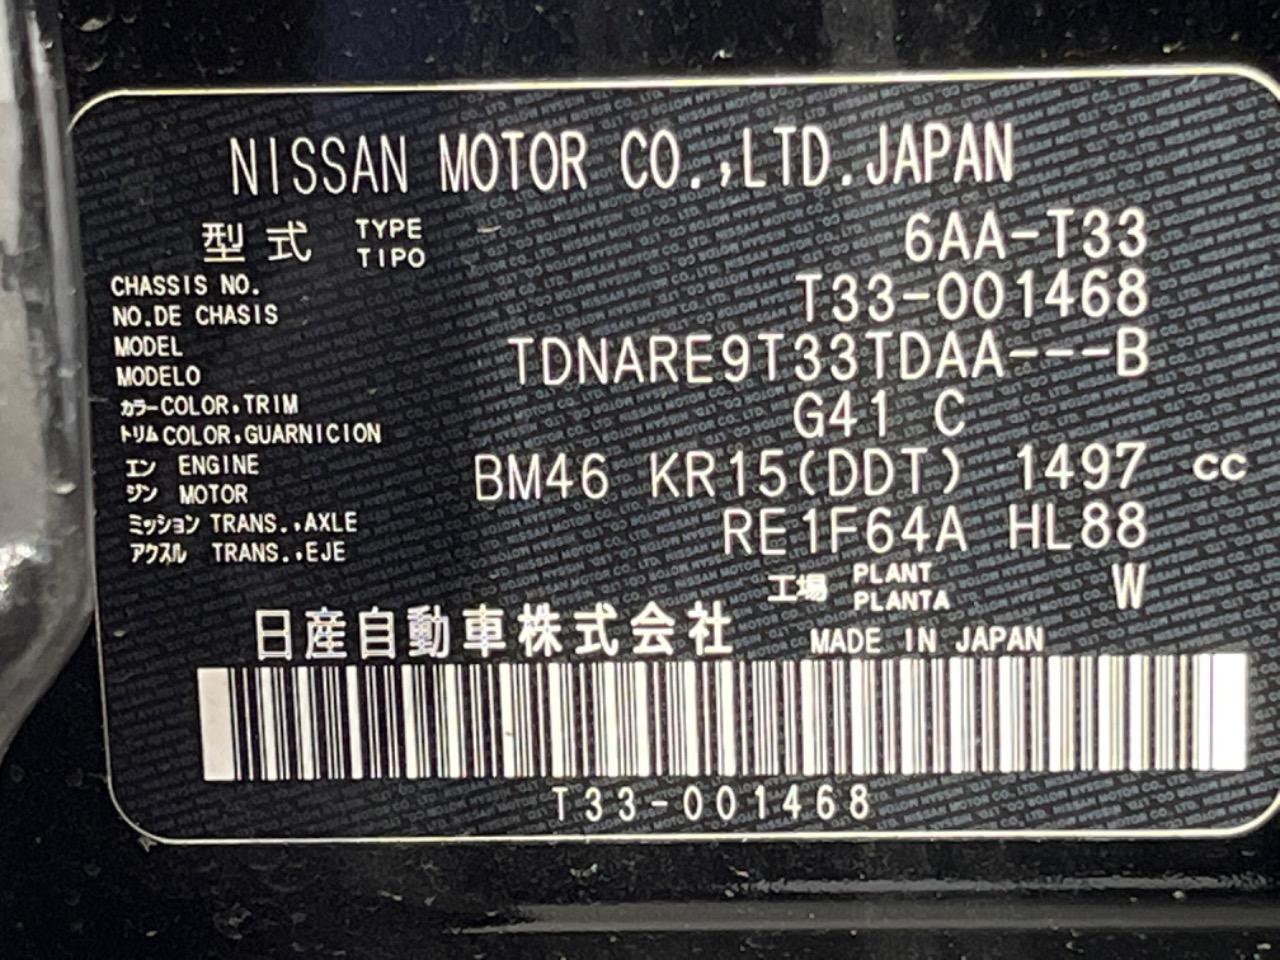 NISSAN MOTOR CO.,LTD.JAPAN
型式 TYPE TIPO 6AA-T33
CHASSIS NO. T33-001468
NO.DE CHASIS
MODEL TDNARE9T33TDAA---B
MODELO
カラー COLOR,TRIM G41 C
トリム COLOR,GUARNICION
エン ENGINE BM46 KR15(DDT) 1497 cc
ジン MOTOR
ミッション TRANS.,AXLE RE1F64A HL88
アクスル TRANS.,EJE
工場 PLANT PLANTA W
日産自動車株式会社 MADE IN JAPAN
T33-001468